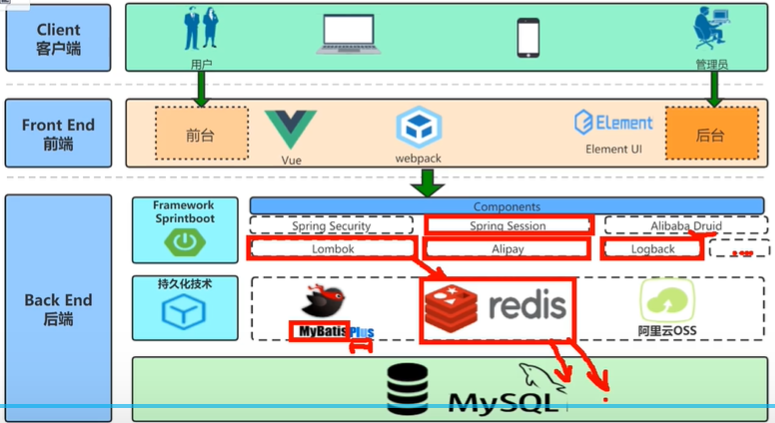 Client
客户端
用户
管理员
Front End
前端
前台
Vue
webpack
Element
Element UI
后台
Back End
后端
Framework
Sprintboot
Components
Spring Security
Spring Session
Alibaba Druid
Lombok
Alipay
Logback
持久化技术
MyBatis Plus
redis
阿里云OSS
MySQL